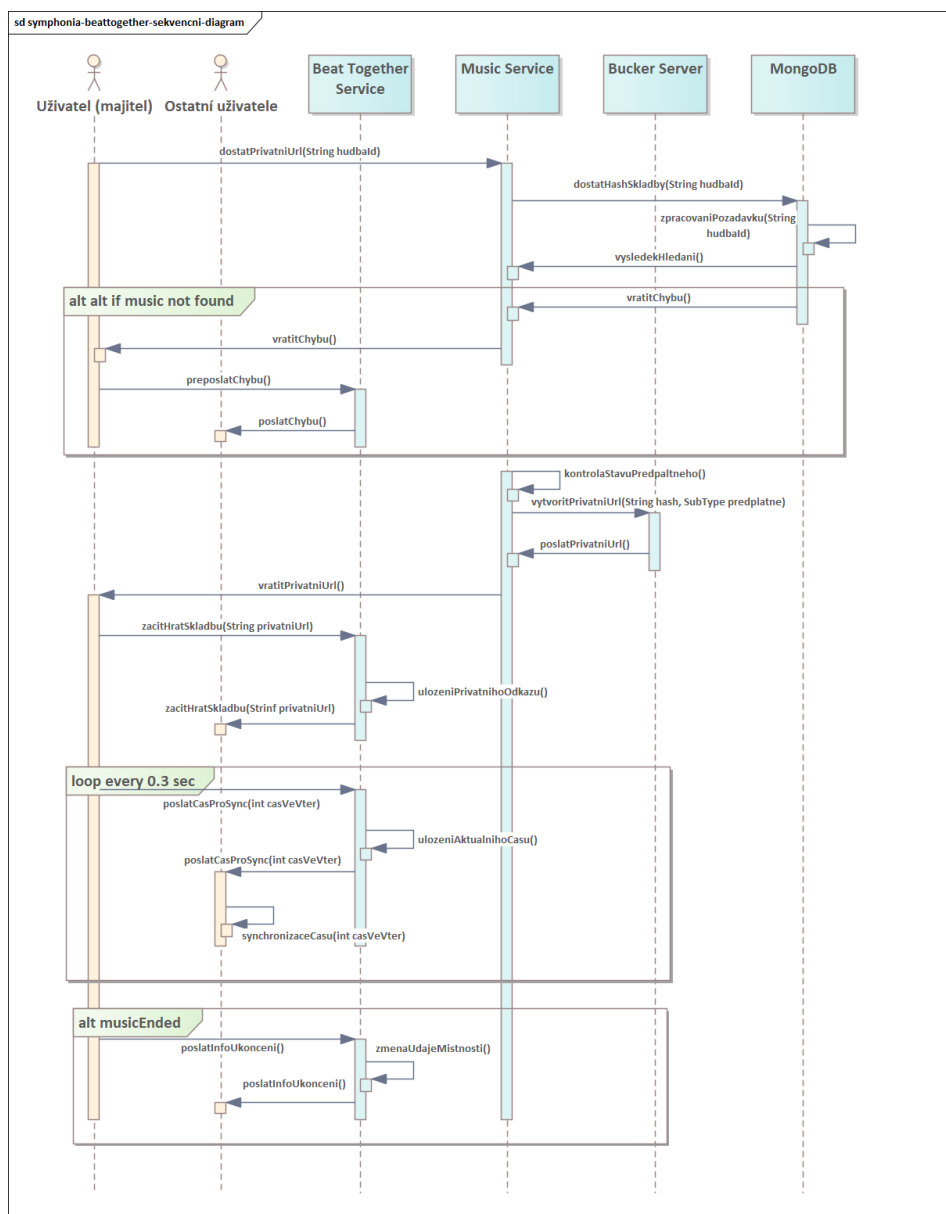 sd symphonia-beattogether-sekvencni-diagram
Uživatel (majitel)
Ostatní uživatele
Beat Together
Service
Music Service
Bucker Server
MongoDB
dostatPrivatniUrl(String hudbaId)
dostatHashSkladby(String hudbaId)
zpracovaniPozadavku(String
hudbaId)
vysledekHledani()
alt alt if music not found
vratitChybu()
vratitChybu()
preposlatChybu()
poslatChybu()
kontrolaStavuPredpaltneho()
vytvoritPrivatniUrl(String hash, SubType predplatne)
poslatPrivatniUrl()
vratitPrivatniUrl()
zacitHratSkladbu(String privatniUrl)
ulozeniPrivatnihoOdkazu()
zacitHratSkladbu(Strinf privatniUrl)
loop every 0.3 sec
poslatCasProSync(int casVeVter)
ulozeniAktualnihoCasu()
poslatCasProSync(int casVeVter)
synchronizaceCasu(int casVeVter)
alt musicEnded
poslatInfoUkonceni()
zmenaUdajeMistnosti()
poslatInfoUkonceni()